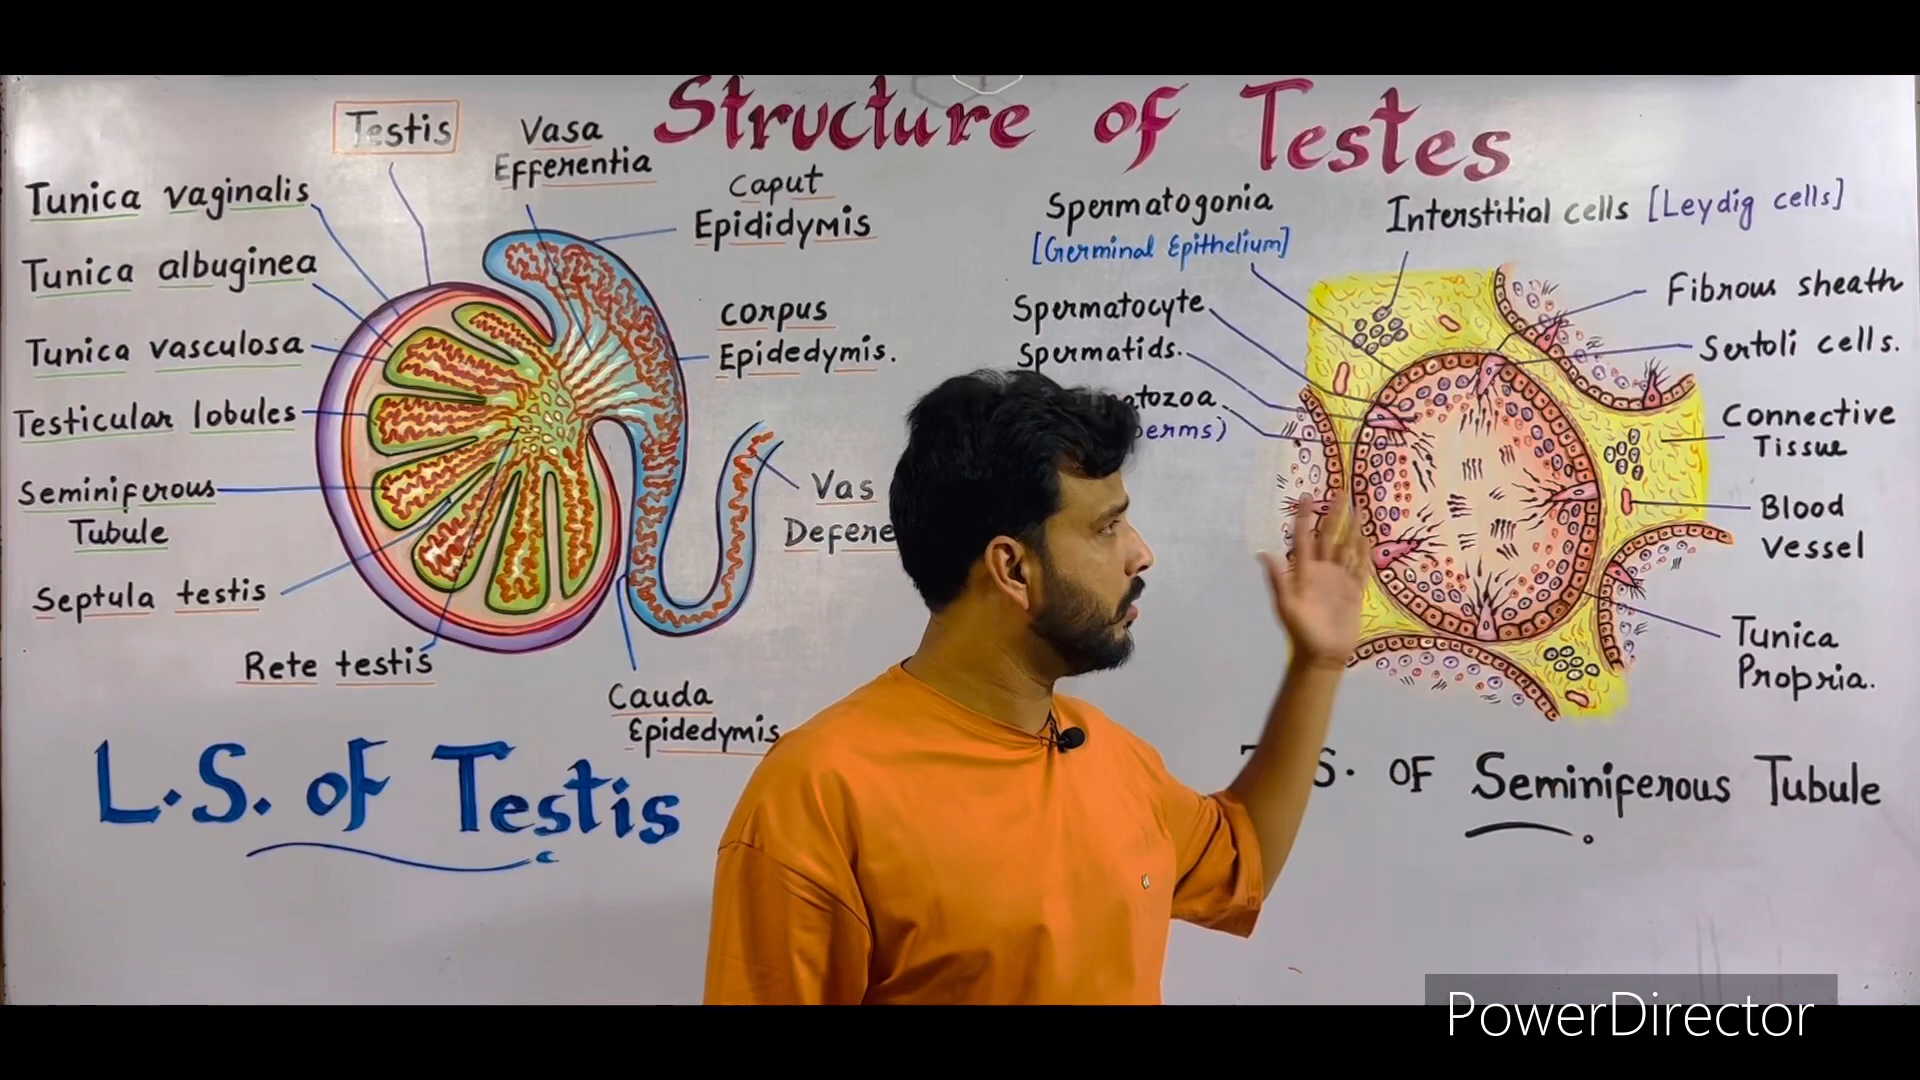 Structure of Testes
Testis
Vasa
Efferentia
Caput
Epididymis
Tunica vaginalis
Tunica albuginea
Tunica vasculosa
Testicular lobules
Seminiferous
Tubule
Septula testis
Rete testis
Corpus
Epidedymis.
Vas
Cauda
Epidedymis
L.S. of Testis
Spermatogonia
[Germinal Epithelium]
Spermatocyte
Spermatids.
Interstitial cells [Leydig cells]
Fibrous sheath
Sertoli cells.
Connective
Tissue
Blood
Vessel
Tunica
Propria.
S. OF Seminiferous Tubule
PowerDirector